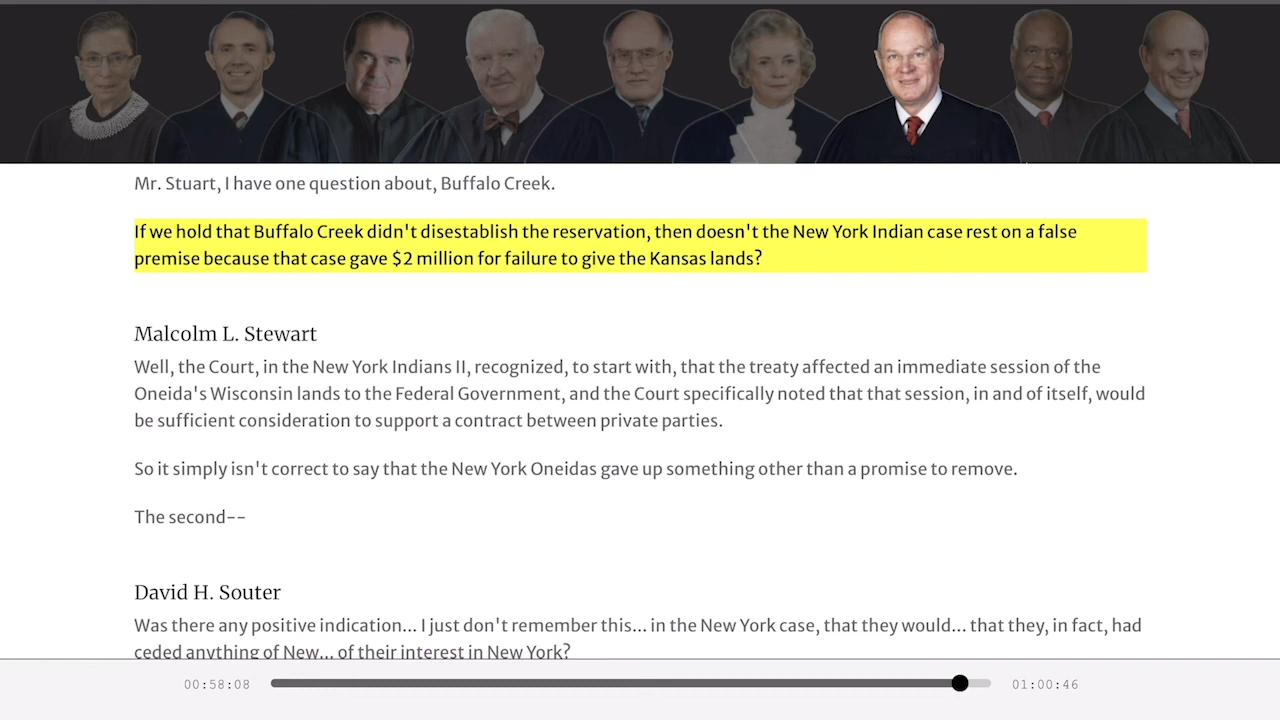 Mr. Stuart, I have one question about, Buffalo Creek.
If we hold that Buffalo Creek didn't disestablish the reservation, then doesn't the New York Indian case rest on a false
premise because that case gave $2 million for failure to give the Kansas lands?
Malcolm L. Stewart
Well, the Court, in the New York Indians II, recognized, to start with, that the treaty affected an immediate session of the
Oneida's Wisconsin lands to the Federal Government, and the Court specifically noted that that session, in and of itself, would
be sufficient consideration to support a contract between private parties.
So it simply isn't correct to say that the New York Oneidas gave up something other than a promise to remove.
The second--
David H. Souter
Was there any positive indication... I just don't remember this... in the New York case, that they would... that they, in fact, had
ceded anything of New... of their interest in New York?
00:58:08
01:00:46